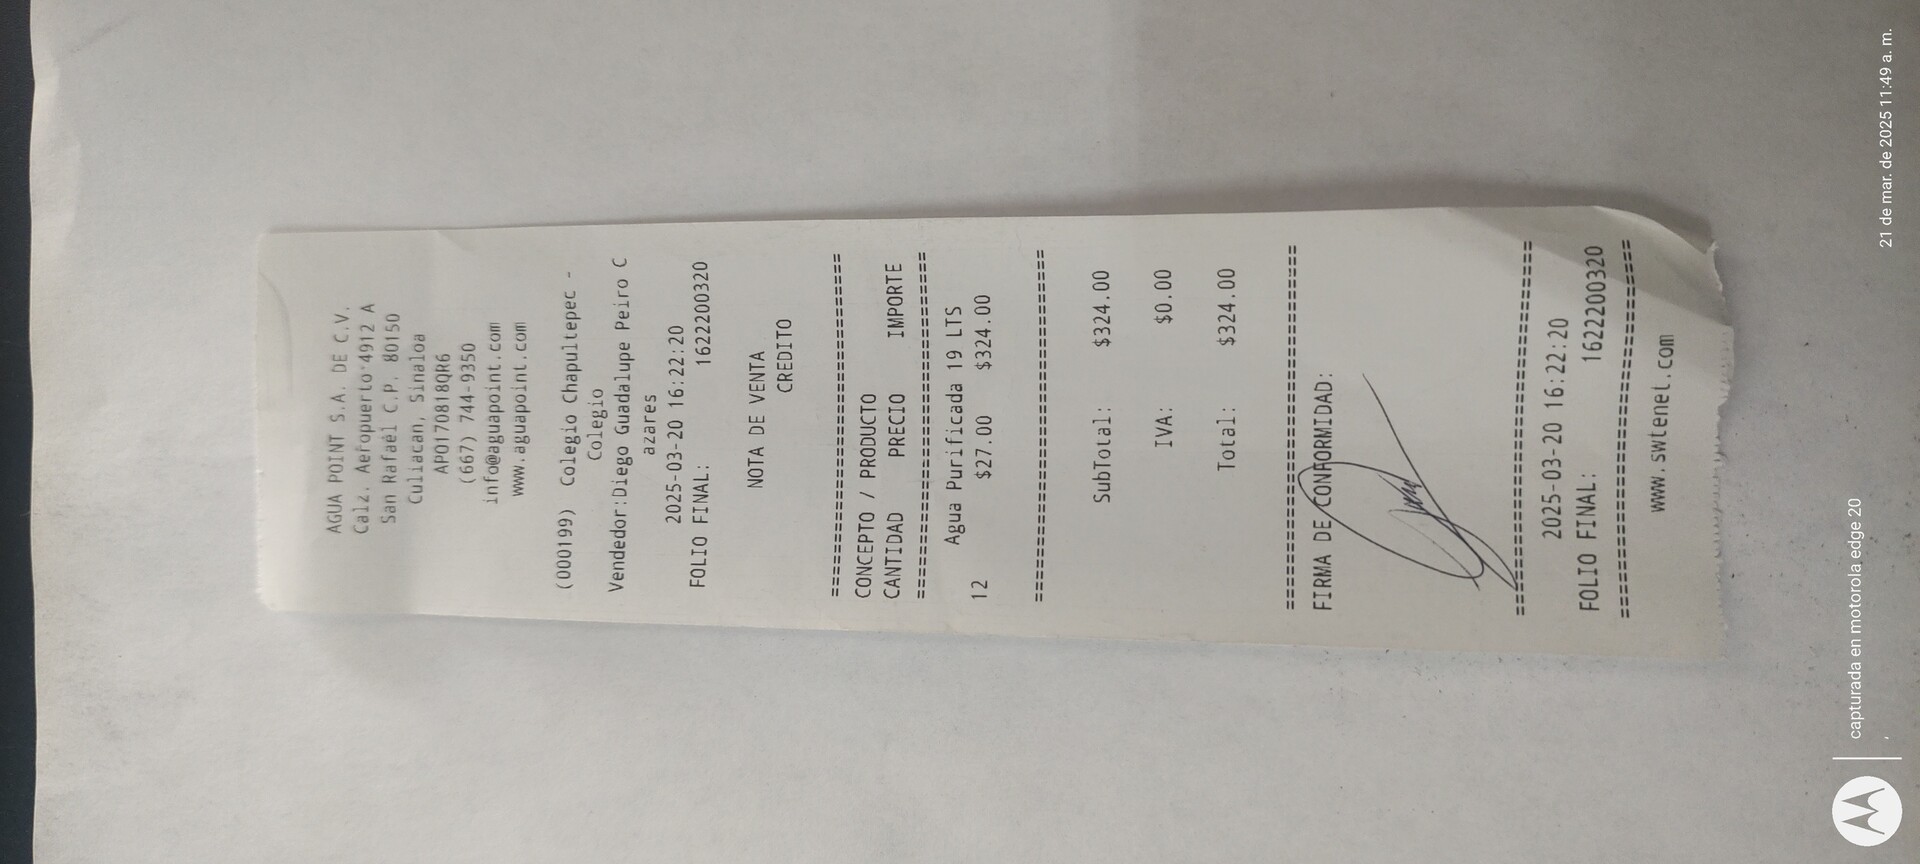 AGUA POINT S.A. DE C.V.
Calz. Aeropuerto 4912 A
San Rafael C.P. 80150
Culiacan, Sinaloa
APO170818QR6
(667) 744-9350
info@aguapoint.com
www.aguapoint.com
(000199) Colegio Chapultepec -
Colegio
Vendedor:Diego Guadalupe Peiro C
azares
2025-03-20 16:22:20
FOLIO FINAL: 1622200320
NOTA DE VENTA
CREDITO
================================
CONCEPTO / PRODUCTO
CANTIDAD PRECIO IMPORTE
================================
Agua Purificada 19 LTS
12 $27.00 $324.00
================================
SubTotal: $324.00
IVA: $0.00
Total: $324.00
================================
FIRMA DE CONFORMIDAD:
================================
2025-03-20 16:22:20
FOLIO FINAL: 1622200320
================================
www.swtenel.com
capturada en motorola edge 20
21 de mar. de 2025 11:49 a. m.